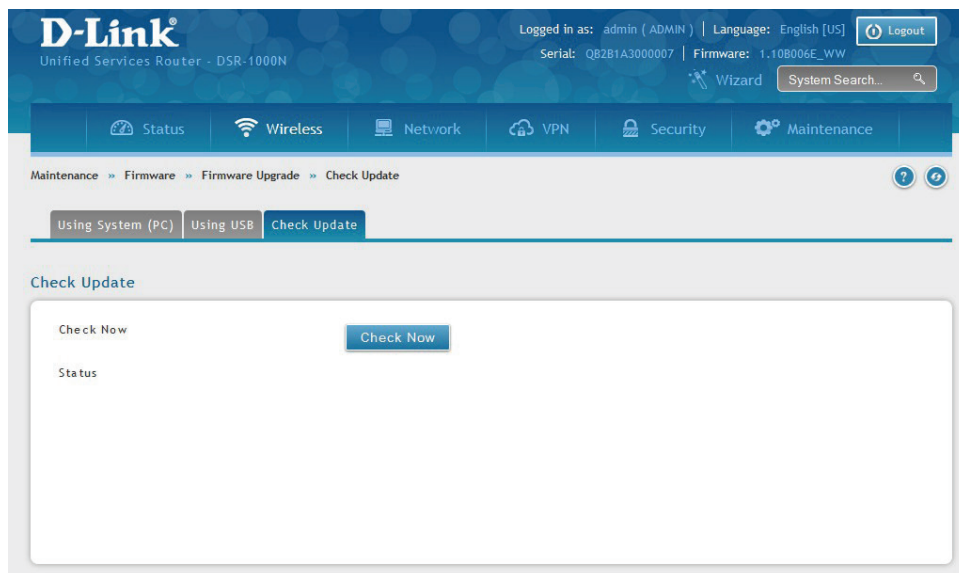 D-Link®
Unified Services Router - DSR-1000N
Logged in as: admin ( ADMIN ) | Language: English [US]
Logout
Serial: QB2B1A3000007 | Firmware: 1.10B006E_WW
Wizard
System Search...
Status
Wireless
Network
VPN
Security
Maintenance
Maintenance » Firmware » Firmware Upgrade » Check Update
?
Using System (PC)
Using USB
Check Update
Check Update
Check Now
Check Now
Status